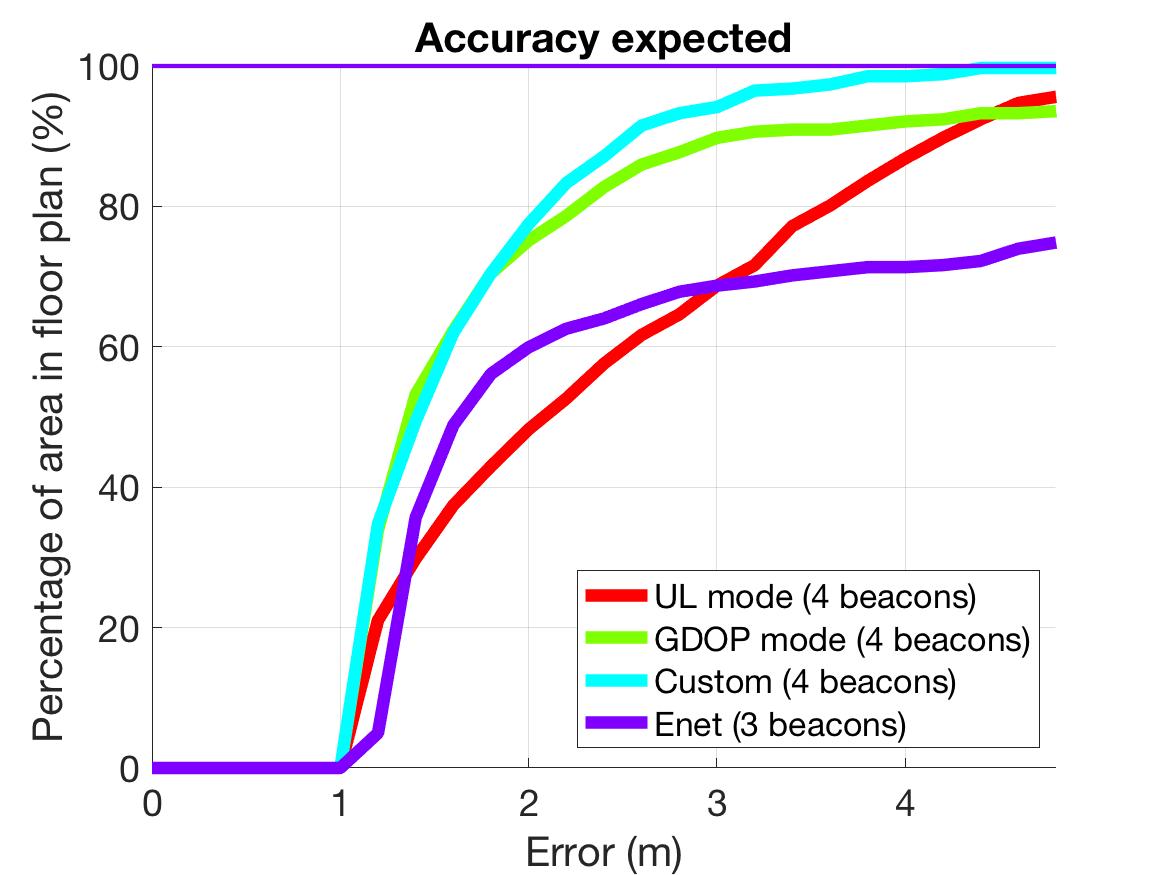 Accuracy expected
Percentage of area in floor plan (%)
100
80
60
40
20
0
0 1 2 3 4
Error (m)
UL mode (4 beacons)
GDOP mode (4 beacons)
Custom (4 beacons)
Enet (3 beacons)